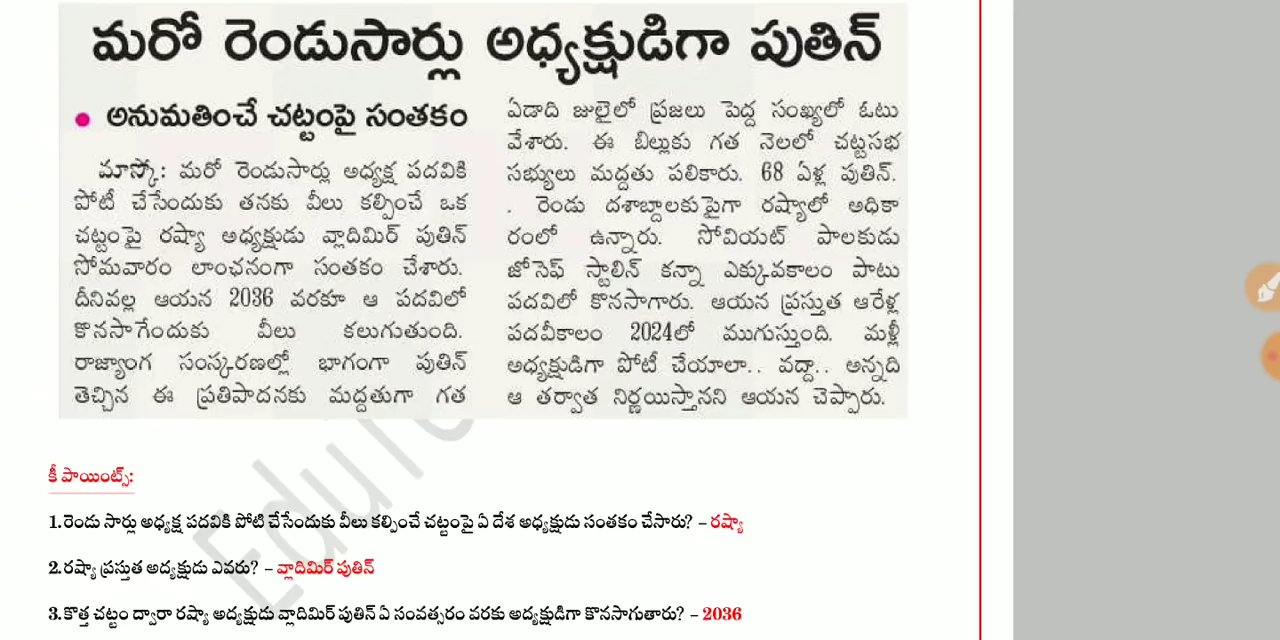 మరో రెండుసార్లు అధ్యక్షుడిగా పుతిన్
• అనుమతించే చట్టంపై సంతకం
మాస్కో: మరో రెండుసార్లు అధ్యక్ష పదవికి
పోటీ చేసేందుకు తనకు వీలు కల్పించే ఒక
చట్టంపై రష్యా అధ్యక్షుడు వ్లాదిమిర్ పుతిన్
సోమవారం లాంఛనంగా సంతకం చేశారు.
దీనివల్ల ఆయన 2036 వరకూ ఆ పదవిలో
కొనసాగేందుకు వీలు కలుగుతుంది.
రాజ్యాంగ సంస్కరణల్లో భాగంగా పుతిన్
తెచ్చిన ఈ ప్రతిపాదనకు మద్దతుగా గత
ఏడాది జులైలో ప్రజలు పెద్ద సంఖ్యలో ఓటు
వేశారు. ఈ బిల్లుకు గత నెలలో చట్టసభ
సభ్యులు మద్దతు పలికారు. 68 ఏళ్ల పుతిన్.
. రెండు దశాబ్దాలకుపైగా రష్యాలో అధికా
రంలో ఉన్నారు. సోవియట్ పాలకుడు
జోసెఫ్ స్టాలిన్ కన్నా ఎక్కువకాలం పాటు
పదవిలో కొనసాగారు. ఆయన ప్రస్తుత ఆరేళ్ల
పదవీకాలం 2024లో ముగుస్తుంది. మళ్లీ
అధ్యక్షుడిగా పోటీ చేయాలా.. వద్దా.. అన్నది
ఆ తర్వాత నిర్ణయిస్తానని ఆయన చెప్పారు.
కీ పాయింట్స్:
1.రెండు సార్లు అధ్యక్ష పదవికి పోటి చేసేందుకు వీలు కల్పించే చట్టంపై ఏ దేశ అధ్యక్షుడు సంతకం చేసారు? – రష్యా
2.రష్యా ప్రస్తుత అద్యక్షుడు ఎవరు? – వ్లాదిమిర్ పుతిన్
3.కొత్త చట్టం ద్వారా రష్యా అద్యక్షుడు వ్లాదిమిర్ పుతిన్ ఏ సంవత్సరం వరకు అద్యక్షుడిగా కొనసాగుతారు? – 2036